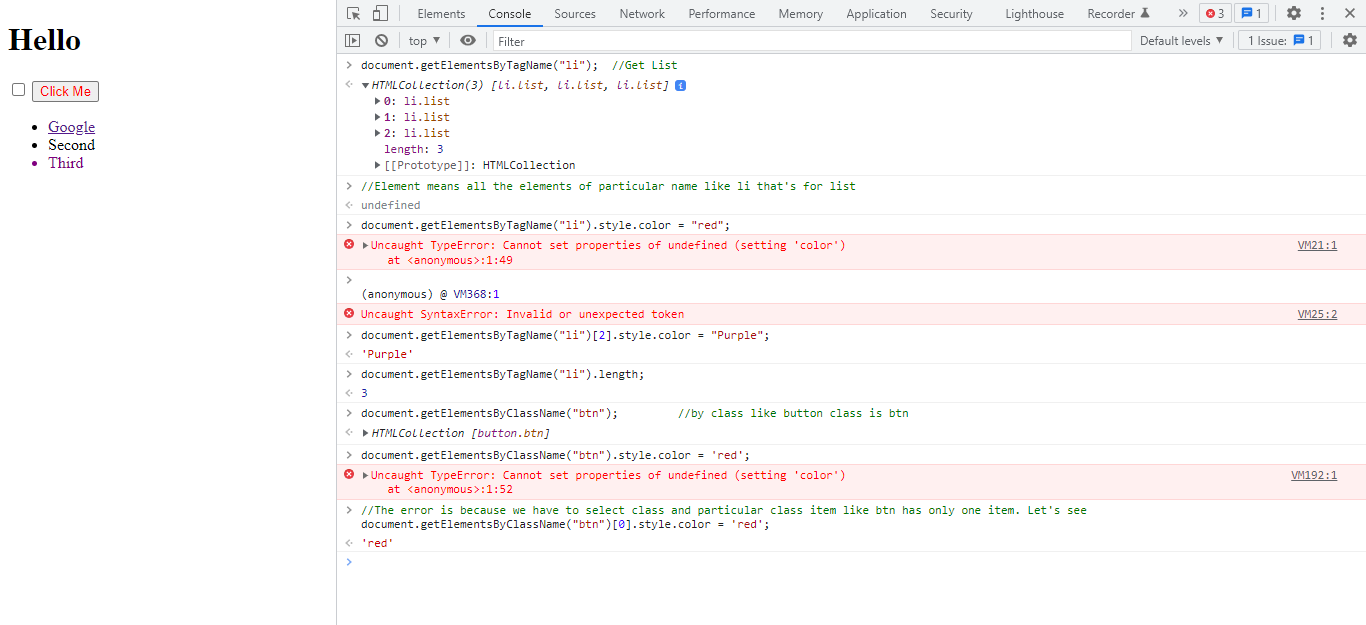 Hello
Click Me
Google
Second
Third
Elements Console Sources Network Performance Memory Application Security Lighthouse Recorder » 3 1
top ▼ Filter Default levels ▼ 1 Issue: 1
document.getElementsByTagName("li");  //Get List
HTMLCollection(3) [li.list, li.list, li.list] i
0: li.list
1: li.list
2: li.list
length: 3
[[Prototype]]: HTMLCollection
//Element means all the elements of particular name like li that's for list
undefined
document.getElementsByTagName("li").style.color = "red";
Uncaught TypeError: Cannot set properties of undefined (setting 'color') VM21:1
at <anonymous>:1:49
(anonymous) @ VM368:1
Uncaught SyntaxError: Invalid or unexpected token VM25:2
document.getElementsByTagName("li")[2].style.color = "Purple";
'Purple'
document.getElementsByTagName("li").length;
3
document.getElementsByClassName("btn");         //by class like button class is btn
HTMLCollection [button.btn]
document.getElementsByClassName("btn").style.color = 'red';
Uncaught TypeError: Cannot set properties of undefined (setting 'color') VM192:1
at <anonymous>:1:52
//The error is because we have to select class and particular class item like btn has only one item. Let's see
document.getElementsByClassName("btn")[0].style.color = 'red';
'red'